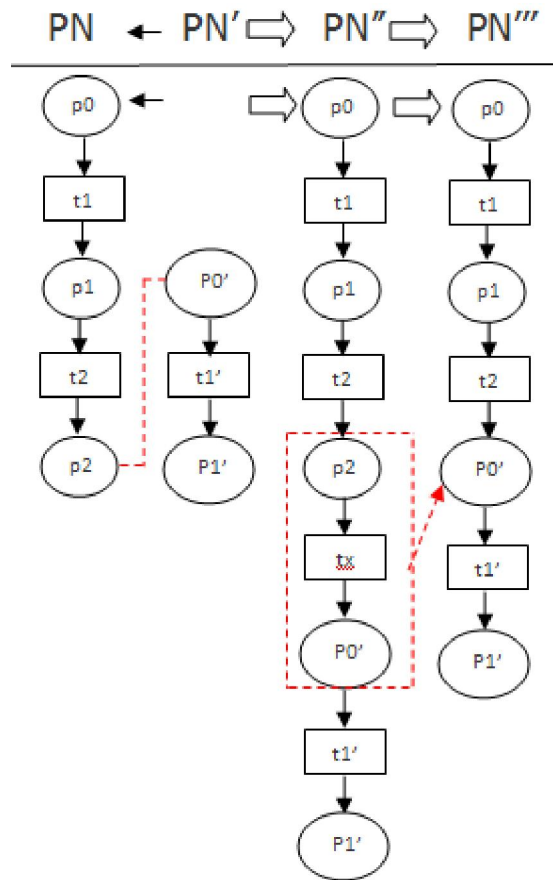 PN PN' PN" PN"'
p0 p0 p0
t1 t1 t1
p1 P0' p1 p1
t2 t1' t2 t2
p2 P1' p2 P0'
tx t1'
P0' P1'
t1'
P1'